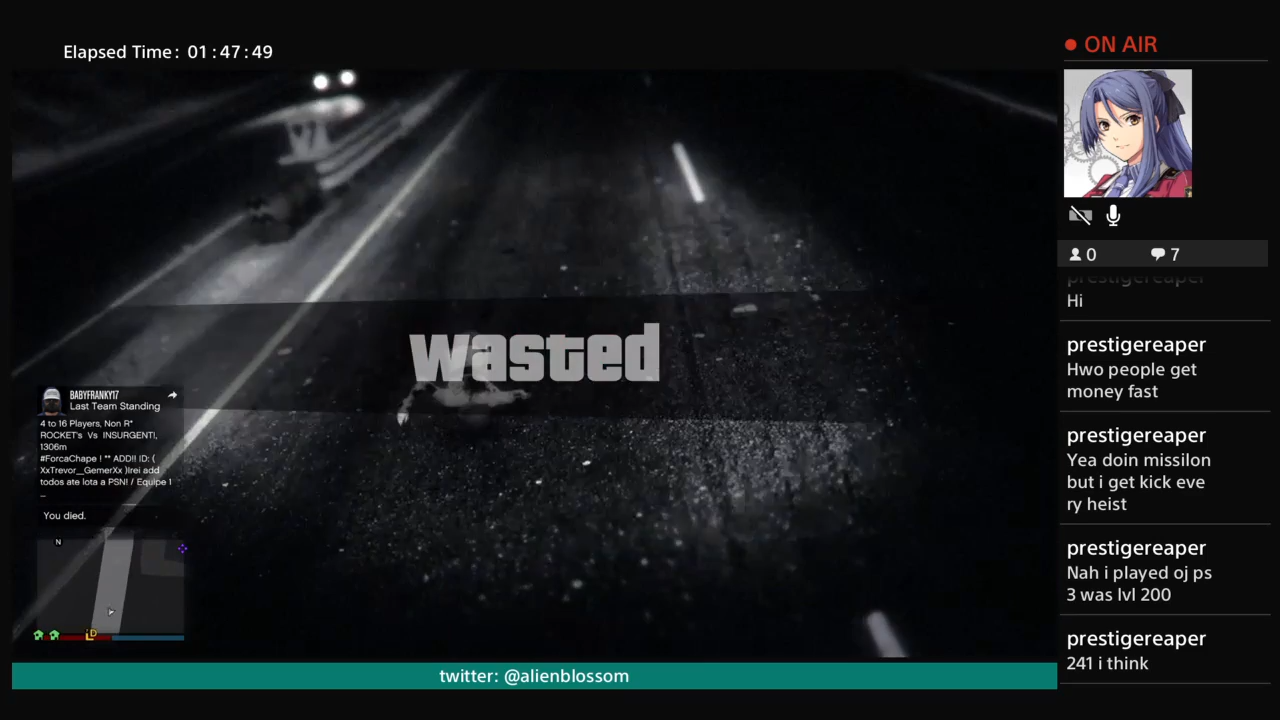 Elapsed Time: 01:47:49
ON AIR
0 7
prestigereaper
Hi
prestigereaper
Hwo people get
money fast
prestigereaper
Yea doin missilon
but i get kick eve
ry heist
prestigereaper
Nah i played oj ps
3 was lvl 200
prestigereaper
241 i think
wasted
BABYFRANKY17
Last Team Standing
4 to 16 Players, Non R*
ROCKET's Vs INSURGENT!,
1306m
#ForcaChape ! ** ADD!! ID: (
XxTrevor_GemerXx )Irei add
todos ate lota a PSN! / Equipe 1
...
You died.
N
LD
twitter: @alienblossom